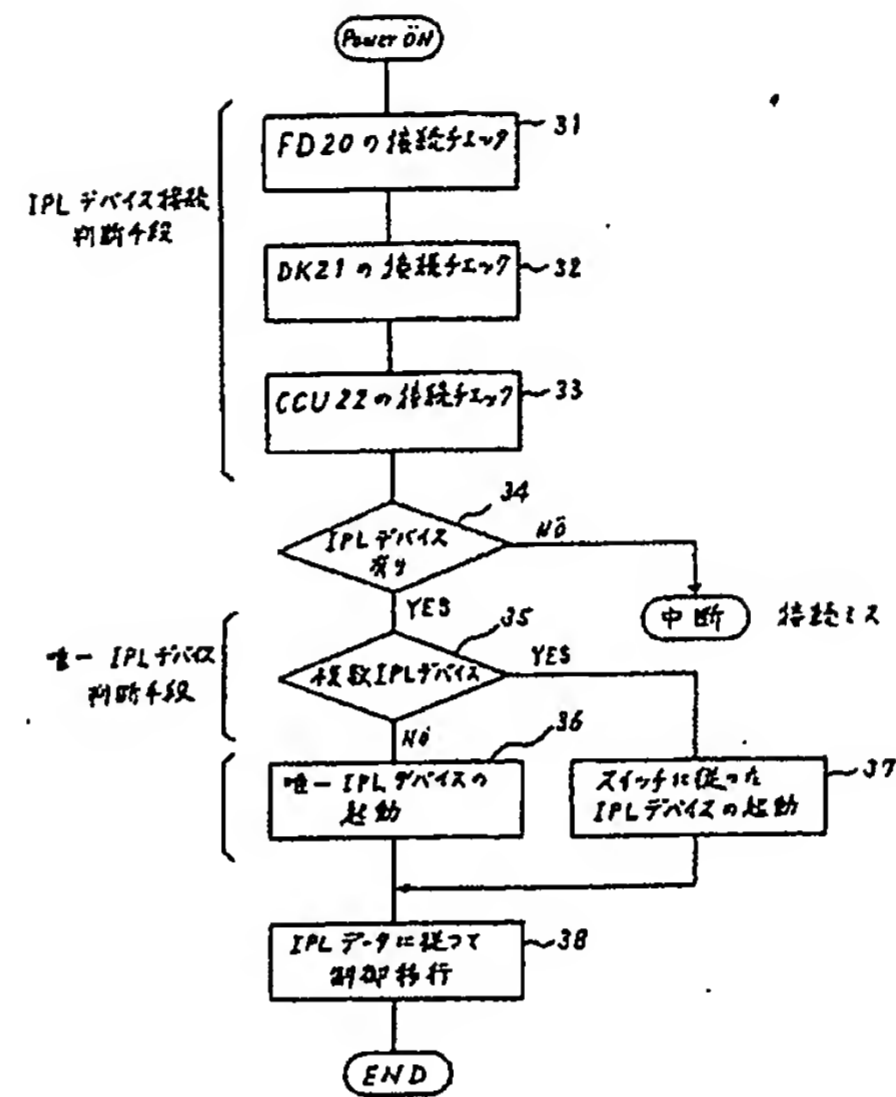 Power ON
FD20の接続チェック
31
IPLデバイス接続
判断手段
DK21の接続チェック
32
CCU22の接続チェック
33
34
IPLデバイス
有り
NO
YES
中断
接続ミス
35
唯一IPLデバイス
判断手段
複数IPLデバイス
YES
NO
36
唯一IPLデバイスの
起動
スイッチに従った
IPLデバイスの起動
37
IPLデータに従って
制御移行
38
END